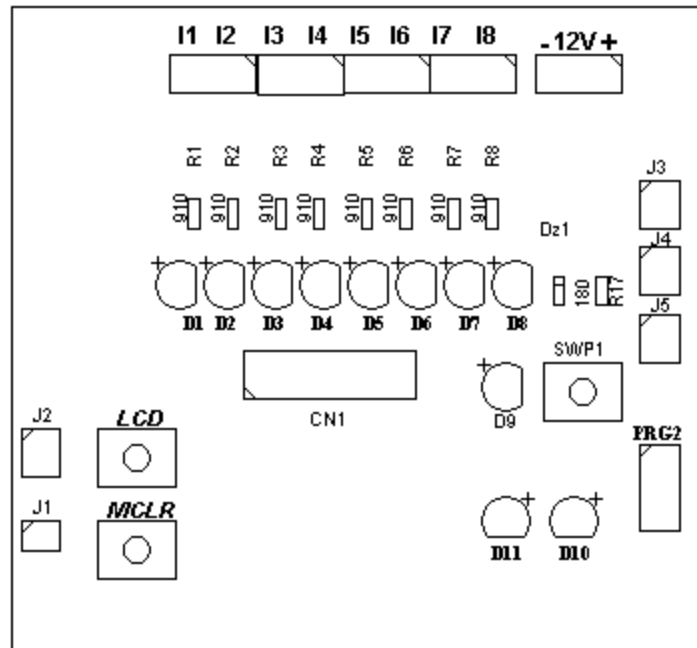 I1 I2 I3 I4 I5 I6 I7 I8 - 12V +
R1 R2 R3 R4 R5 R6 R7 R8
J3
910 910 910 910 910 910 910 910
Dz1
J4
180 R17
J5
D1 D2 D3 D4 D5 D6 D7 D8
SWP1
CN1
D9
J2 LCD
PRG2
J1 MCLR
D11 D10